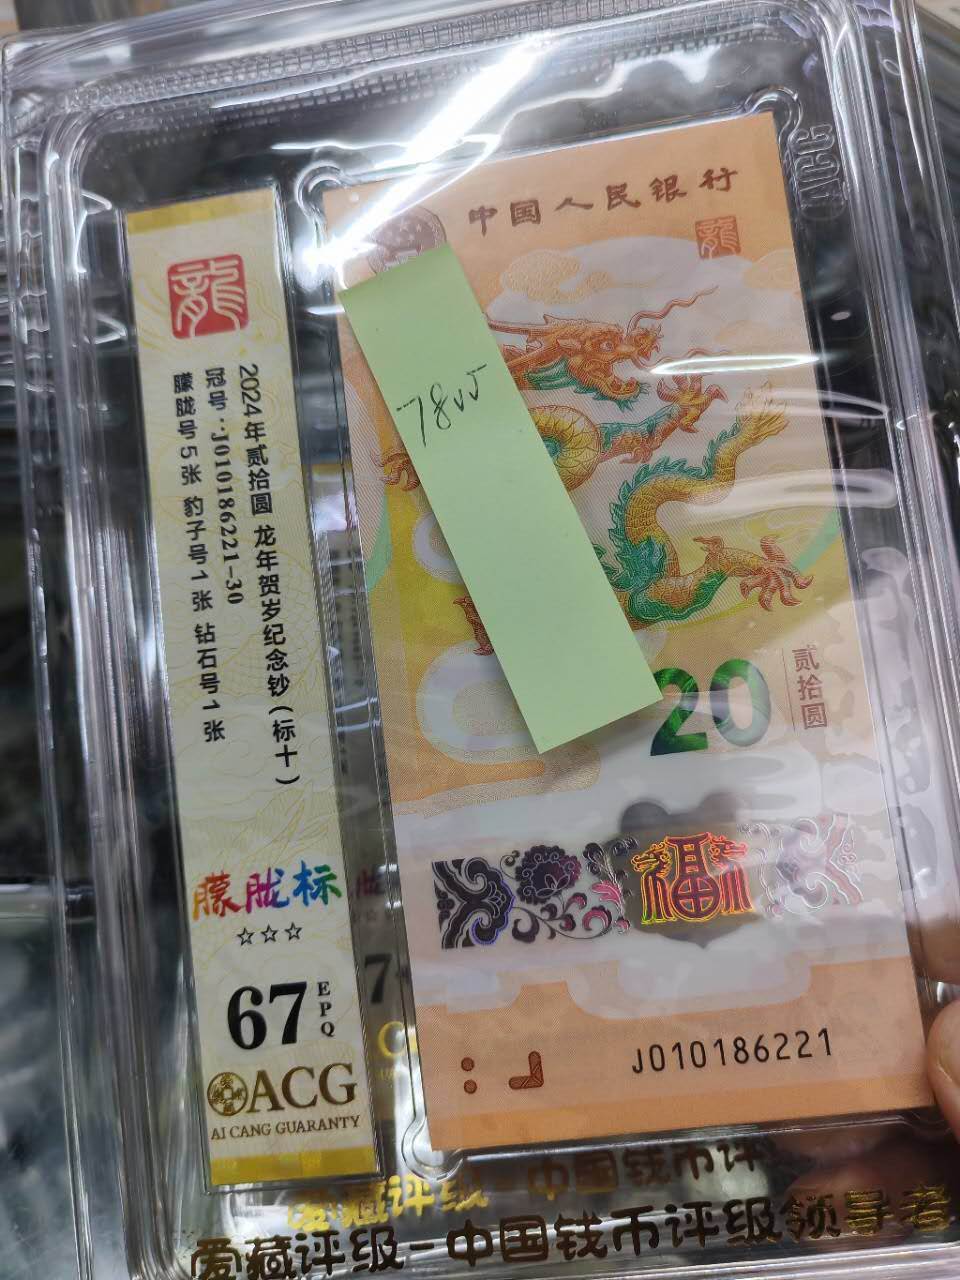 龍
2024年贰拾圆 龙年贺岁纪念钞(标十)
冠号:J010186221-30
朦胧号5张 豹子号1张 钻石号1张
朦胧标
☆☆☆
67
EPQ
ACG
AI CANG GUARANTY
中国人民银行
龍
20
贰拾圆
福
J010186221
爱藏评级-中国钱币评
爱藏评级-中国钱币评级领导者